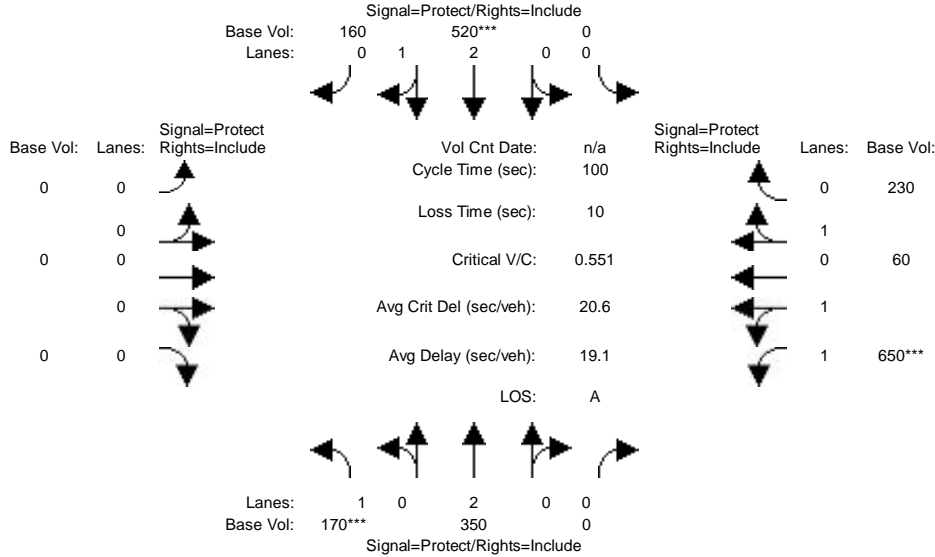 Signal=Protect/Rights=Include
Base Vol: 160 520*** 0
Lanes: 0 1 2 0 0
Signal=Protect
Base Vol: Lanes: Rights=Include
Vol Cnt Date: n/a
Signal=Protect
Rights=Include Lanes: Base Vol:
Cycle Time (sec): 100
0 0
0 230
Loss Time (sec): 10
0
1
0 0
Critical V/C: 0.551
0 60
0
Avg Crit Del (sec/veh): 20.6
1
0 0
Avg Delay (sec/veh): 19.1
1 650***
LOS: A
Lanes: 1 0 2 0 0
Base Vol: 170*** 350 0
Signal=Protect/Rights=Include